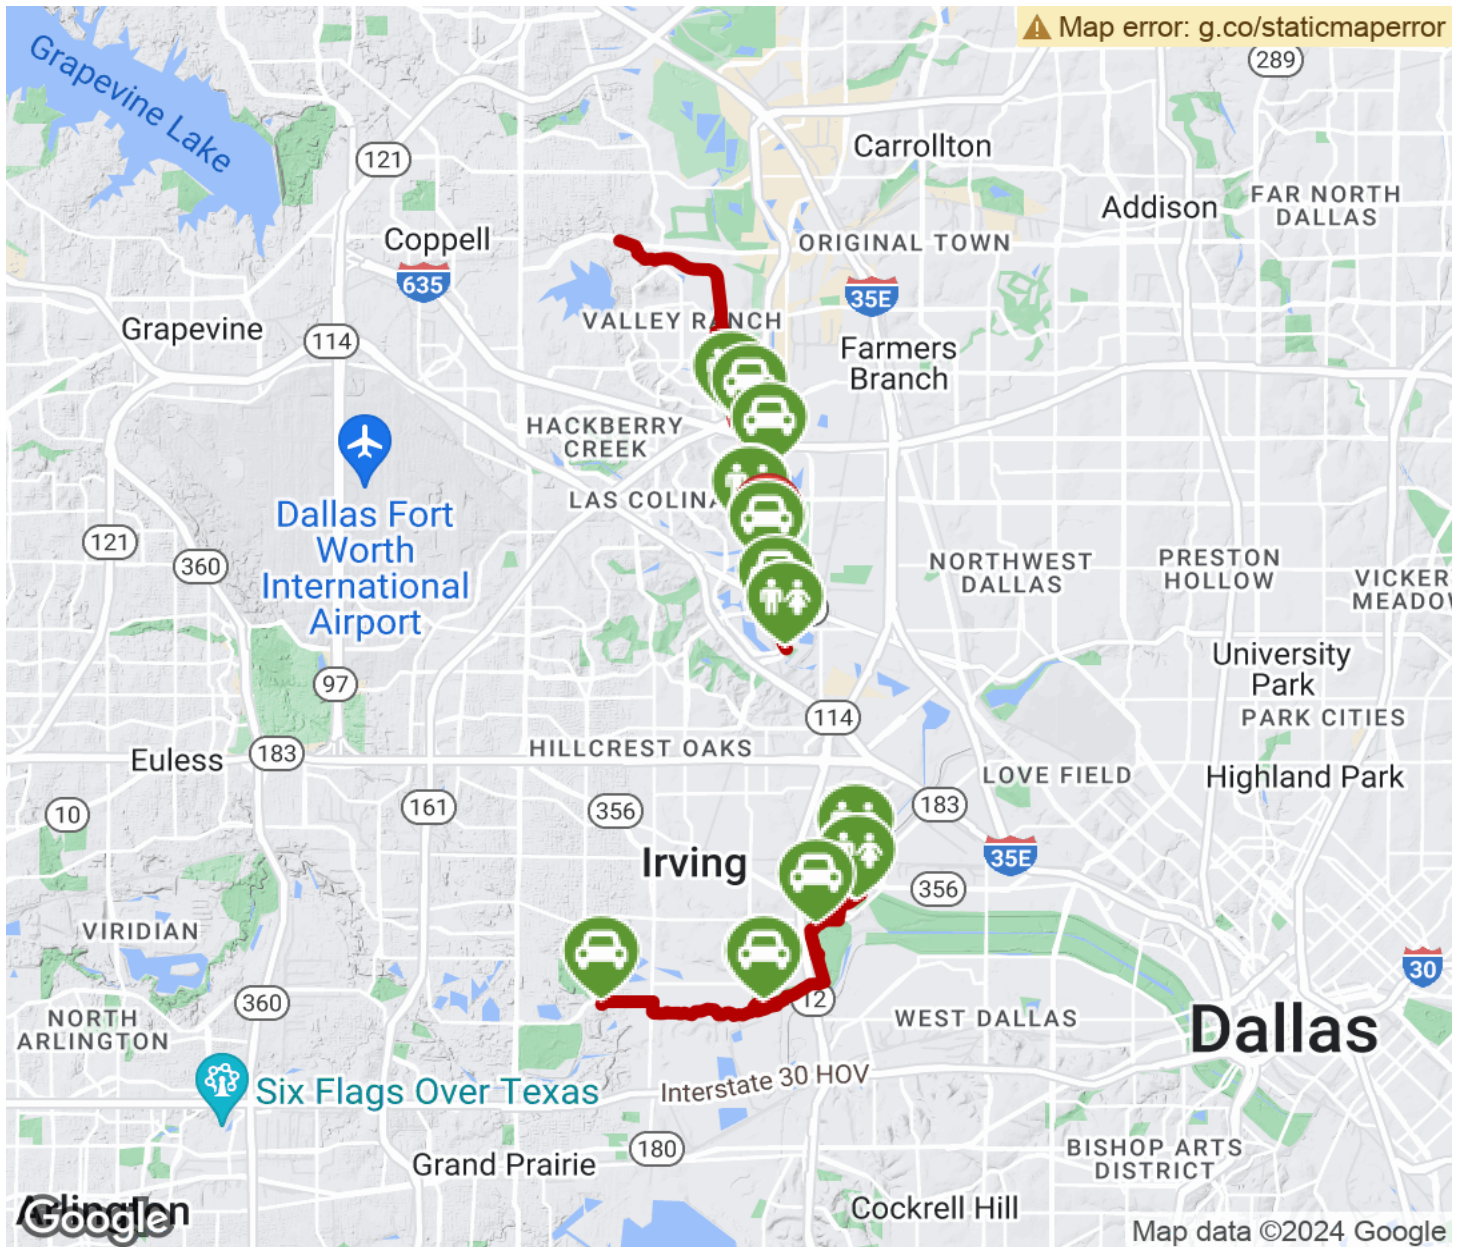 Map error: g.co/staticmaperror
289
Grapevine Lake
Carrollton
121
FAR NORTH
DALLAS
Addison
Coppell
ORIGINAL TOWN
635
35E
VALLEY RANCH
Grapevine
114
Farmers
Branch
HACKBERRY
CREEK
LAS COLINA
Dallas Fort
Worth
International
Airport
121
360
NORTHWEST
DALLAS
PRESTON
HOLLOW
VICKER
MEADOW
University
Park
97
114
PARK CITIES
HILLCREST OAKS
Euless
183
LOVE FIELD
Highland Park
10
161
356
183
Irving
35E
356
VIRIDIAN
30
360
12
NORTH
ARLINGTON
WEST DALLAS
Dallas
Six Flags Over Texas
Interstate 30 HOV
180
BISHOP ARTS
DISTRICT
Grand Prairie
Arlington
Google
Cockrell Hill
Map data ©2024 Google